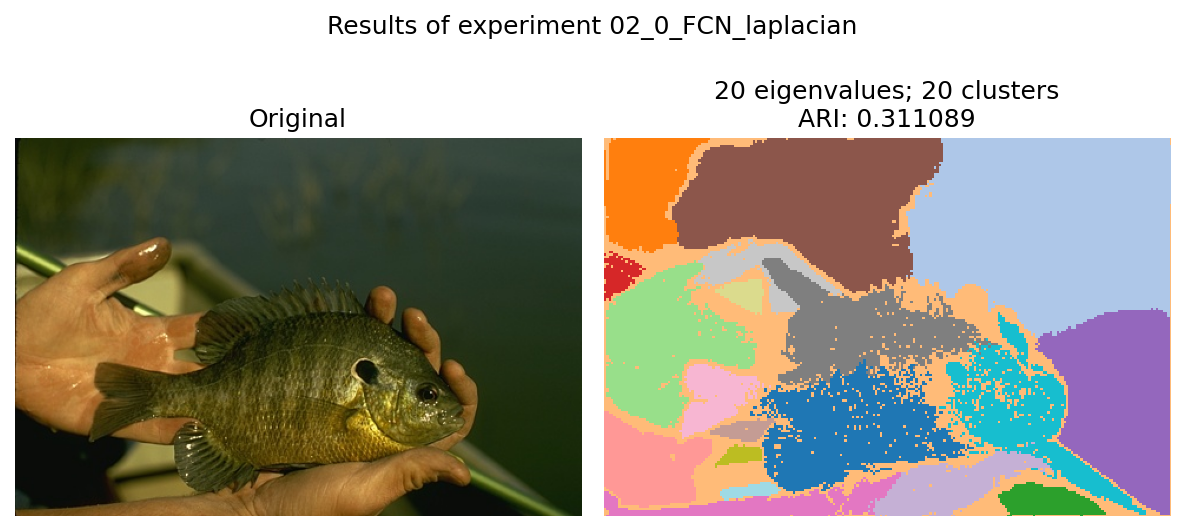 Results of experiment 02_0_FCN_laplacian
Original
20 eigenvalues; 20 clusters
ARI: 0.311089